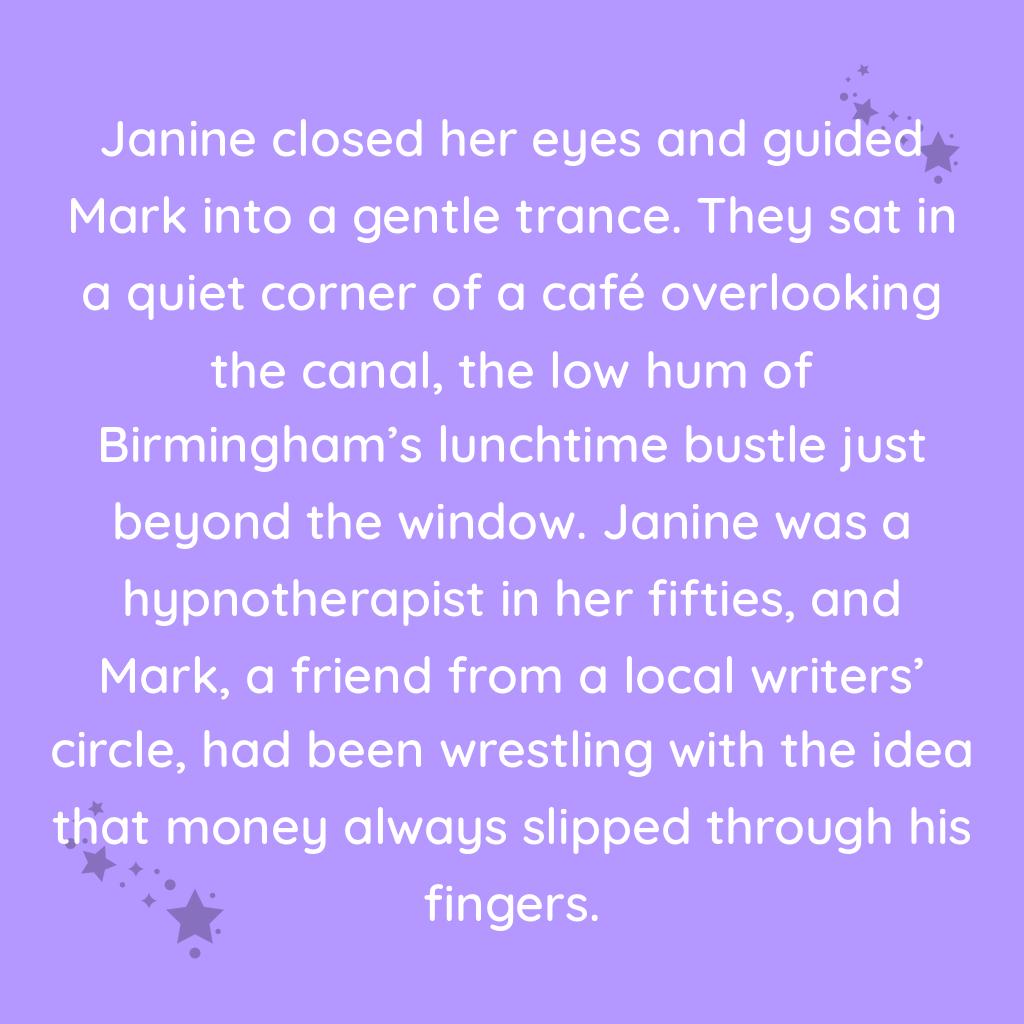 Janine closed her eyes and guided
Mark into a gentle trance. They sat in
a quiet corner of a café overlooking
the canal, the low hum of
Birmingham’s lunchtime bustle just
beyond the window. Janine was a
hypnotherapist in her fifties, and
Mark, a friend from a local writers’
circle, had been wrestling with the idea
that money always slipped through his
fingers.